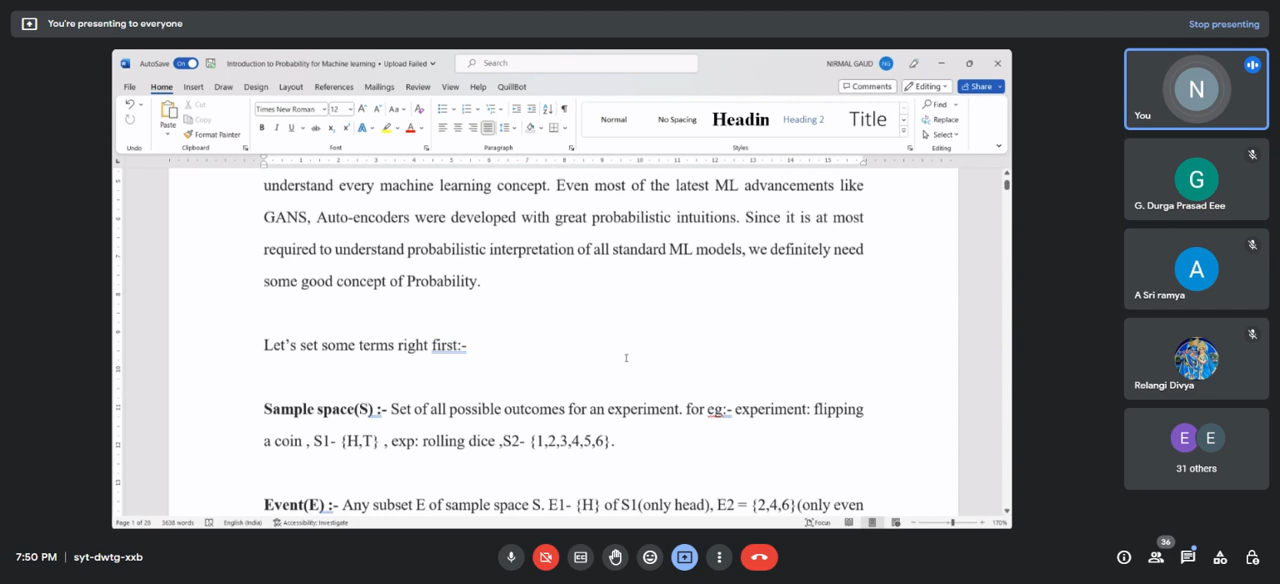 You're presenting to everyone
Stop presenting
AutoSave On
Introduction to Probability for Machine learning • Upload Failed
Search
NIRMAL GAUD NG
File Home Insert Draw Design Layout References Mailings Review View Help QuillBot
Comments Editing Share
Paste
Cut
Copy
Format Painter
Times New Roman 12
Normal No Spacing Headin Heading 2 Title
Find
Replace
Select
Undo Clipboard Font Paragraph Styles Editing
understand every machine learning concept. Even most of the latest ML advancements like
GANS, Auto-encoders were developed with great probabilistic intuitions. Since it is at most
required to understand probabilistic interpretation of all standard ML models, we definitely need
some good concept of Probability.
Let's set some terms right first:-
Sample space(S) :- Set of all possible outcomes for an experiment. for eg:- experiment: flipping
a coin , S1- {H,T} , exp: rolling dice ,S2- {1,2,3,4,5,6}.
Event(E) :- Any subset E of sample space S. E1- {H} of S1(only head), E2 = {2,4,6}(only even
Page 1 of 28 3638 words English (India) Accessibility: Investigate
Focus 170%
N
You
G
G. Durga Prasad Eee
A
A Sri ramya
Relangi Divya
E E
31 others
7:50 PM | syt-dwtg-xxb
36